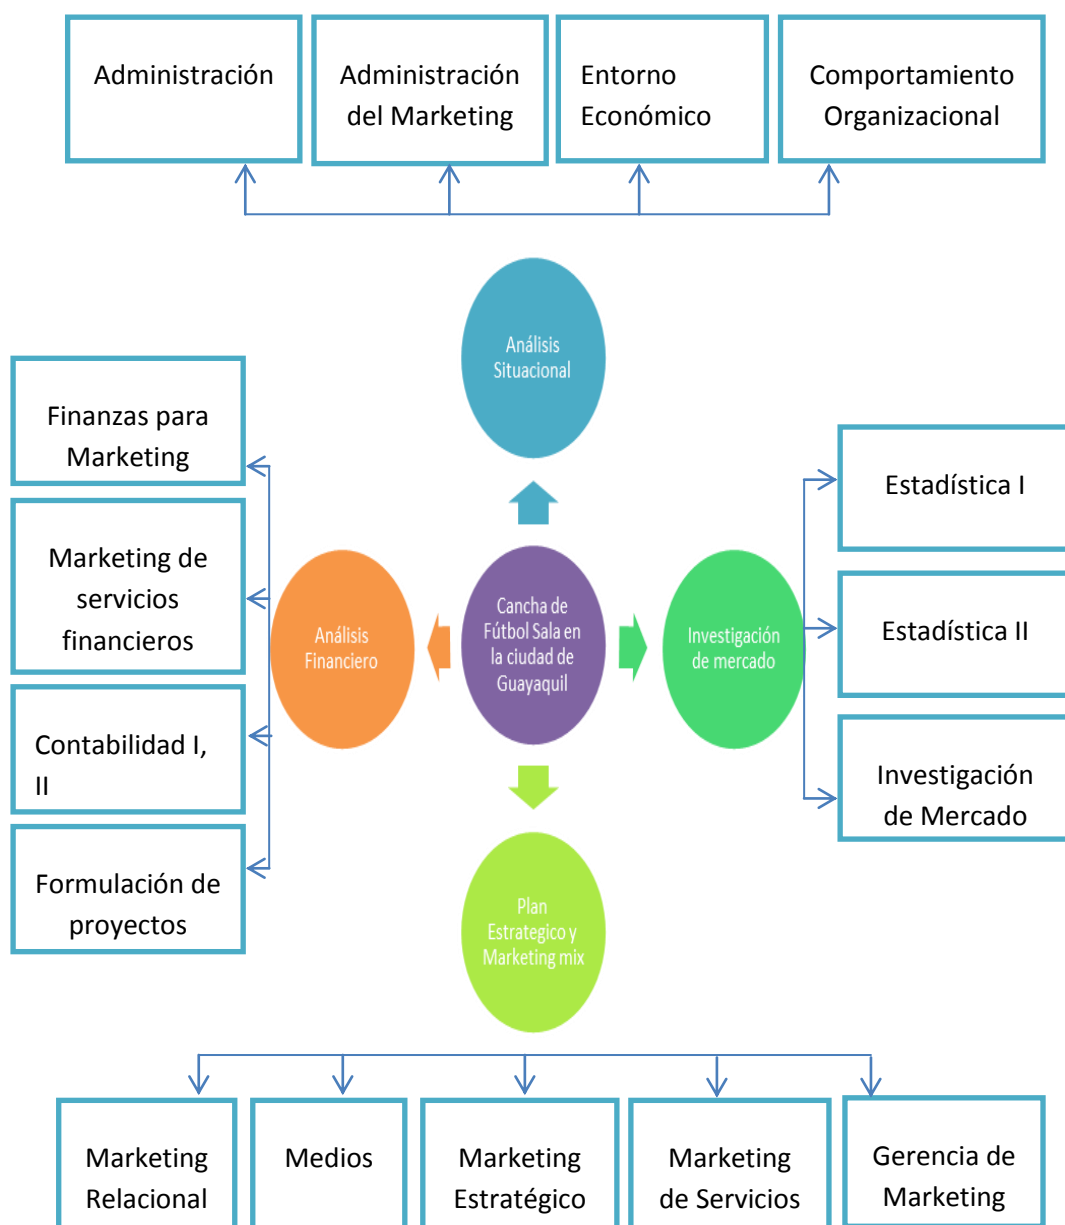 Administración
Administración
del Marketing
Entorno
Económico
Comportamiento
Organizacional
Análisis
Situacional
Finanzas para
Marketing
Marketing de
servicios
financieros
Contabilidad I,
II
Formulación de
proyectos
Análisis
Financiero
Cancha de
Fútbol Sala en
la ciudad de
Guayaquil
Investigación
de mercado
Estadística I
Estadística II
Investigación
de Mercado
Plan
Estrategico y
Marketing mix
Marketing
Relacional
Medios
Marketing
Estratégico
Marketing
de Servicios
Gerencia de
Marketing